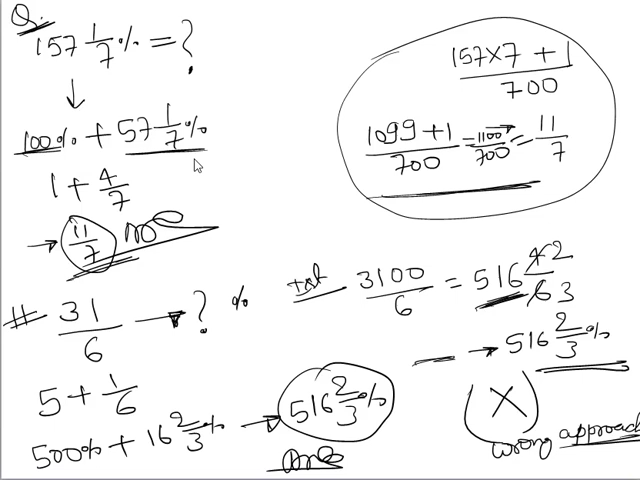 Q.
157 1/7 % = ?
100% + 57 1/7 %
1 + 4/7
11/7
157×7 + 1 / 700
1099 + 1 / 700 = 1100/700 = 11/7
# 31/6 → ? %
5 + 1/6
500% + 16 2/3 % → 516 2/3 %
Ans
3100/6 = 516 4/6 2/3
→ 516 2/3 %
(X)
wrong approach